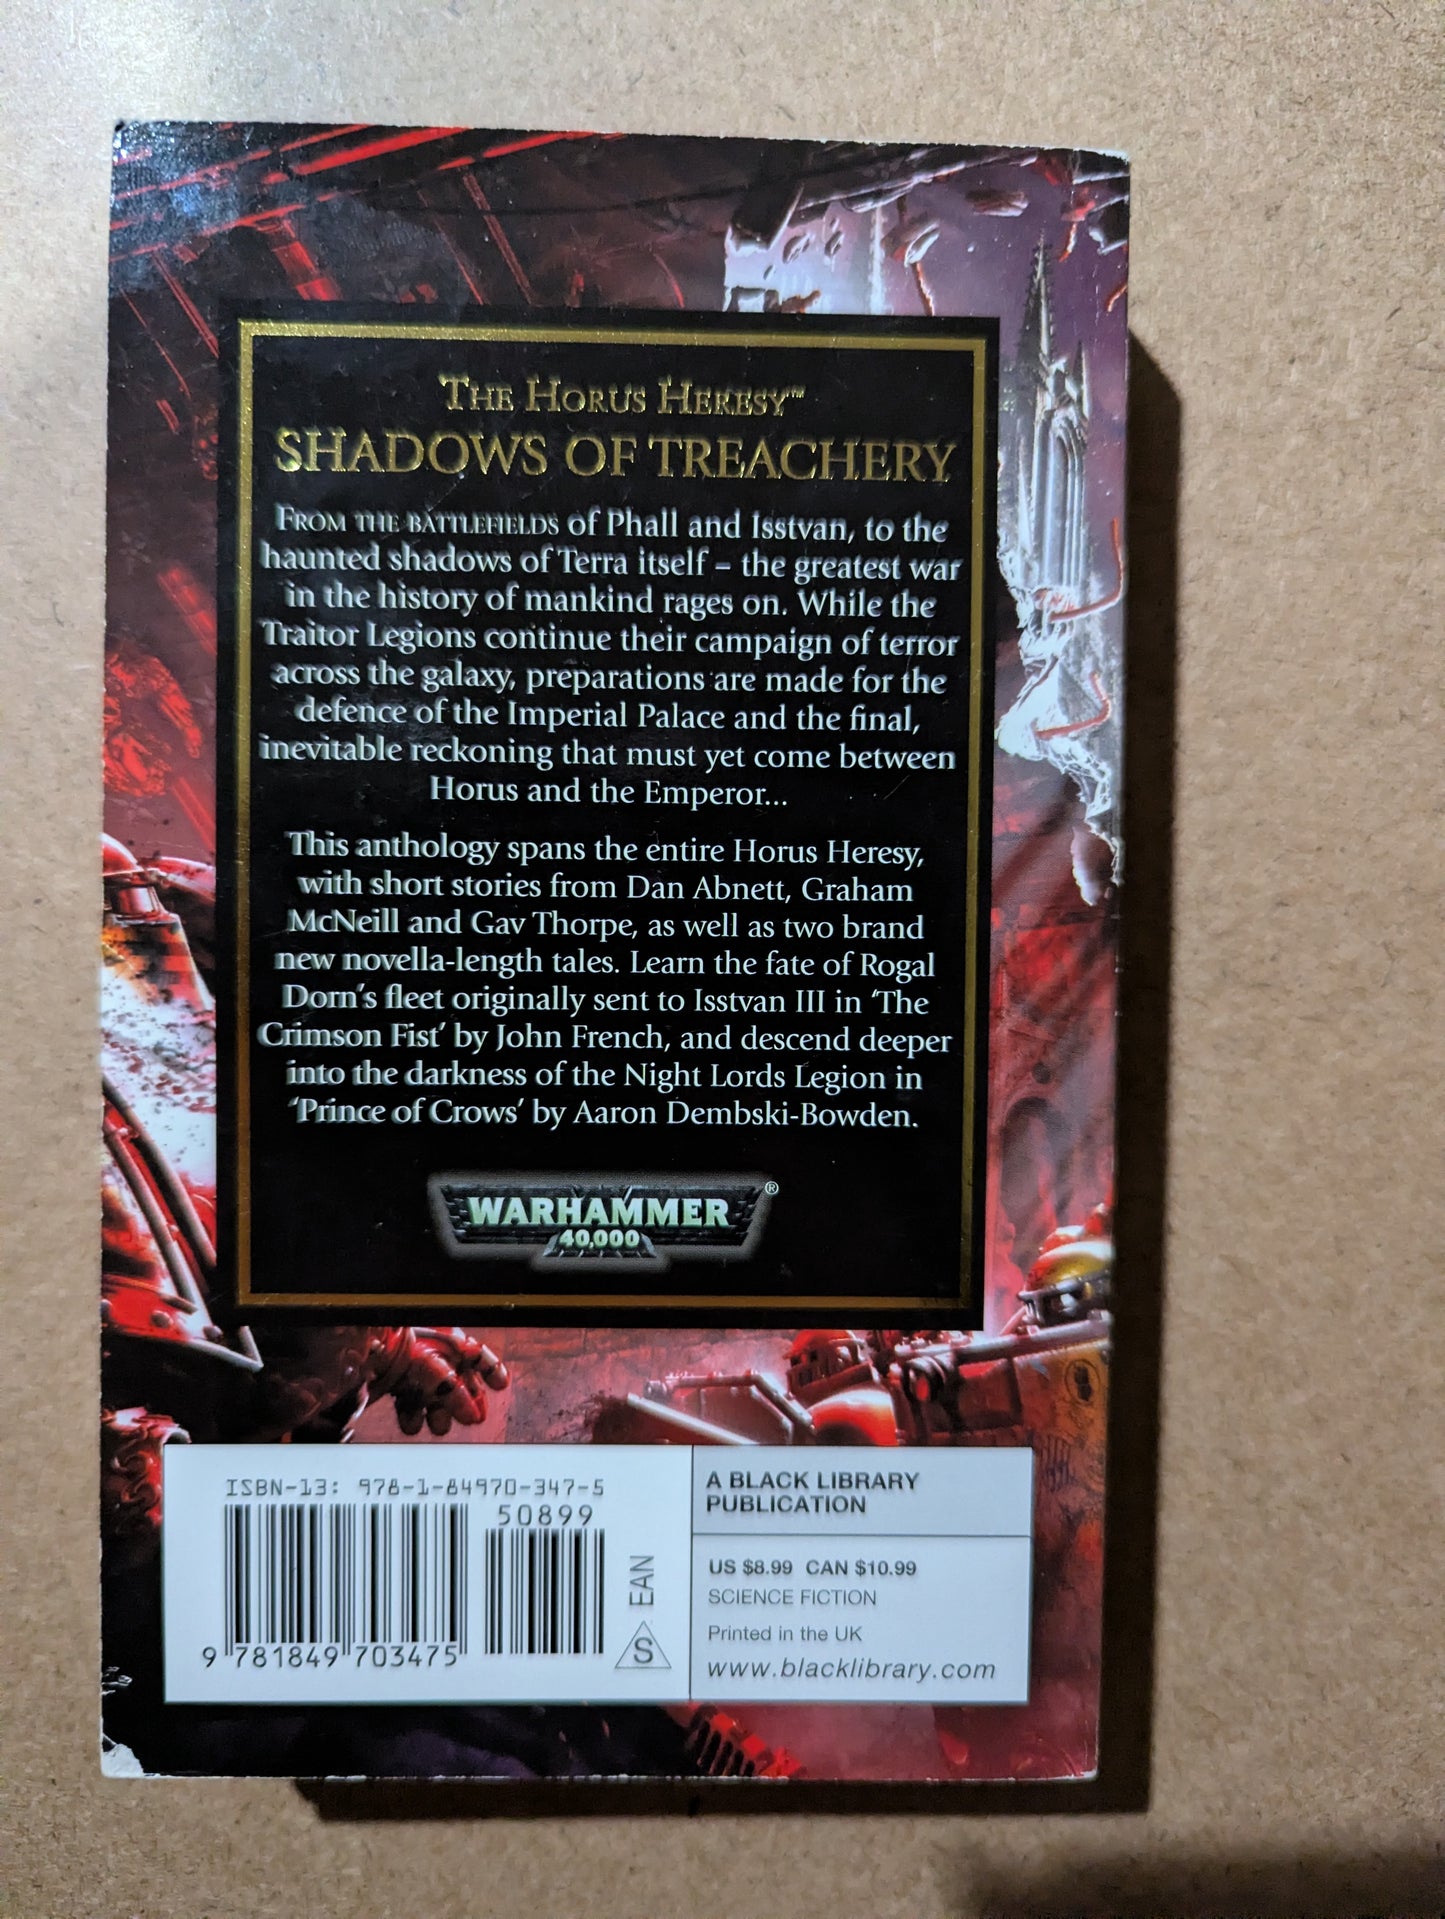 THE HORUS HERESY™
SHADOWS OF TREACHERY
FROM THE BATTLEFIELDS of Phall and Isstvan, to the
haunted shadows of Terra itself – the greatest war
in the history of mankind rages on. While the
Traitor Legions continue their campaign of terror
across the galaxy, preparations are made for the
defence of the Imperial Palace and the final,
inevitable reckoning that must yet come between
Horus and the Emperor...
This anthology spans the entire Horus Heresy,
with short stories from Dan Abnett, Graham
McNeill and Gav Thorpe, as well as two brand
new novella-length tales. Learn the fate of Rogal
Dorn's fleet originally sent to Isstvan III in ‘The
Crimson Fist’ by John French, and descend deeper
into the darkness of the Night Lords Legion in
‘Prince of Crows’ by Aaron Dembski-Bowden.
WARHAMMER®
40,000
ISBN-13: 978-1-84970-347-5
50899
9 781849 703475
EAN
S
A BLACK LIBRARY
PUBLICATION
US $8.99 CAN $10.99
SCIENCE FICTION
Printed in the UK
www.blacklibrary.com